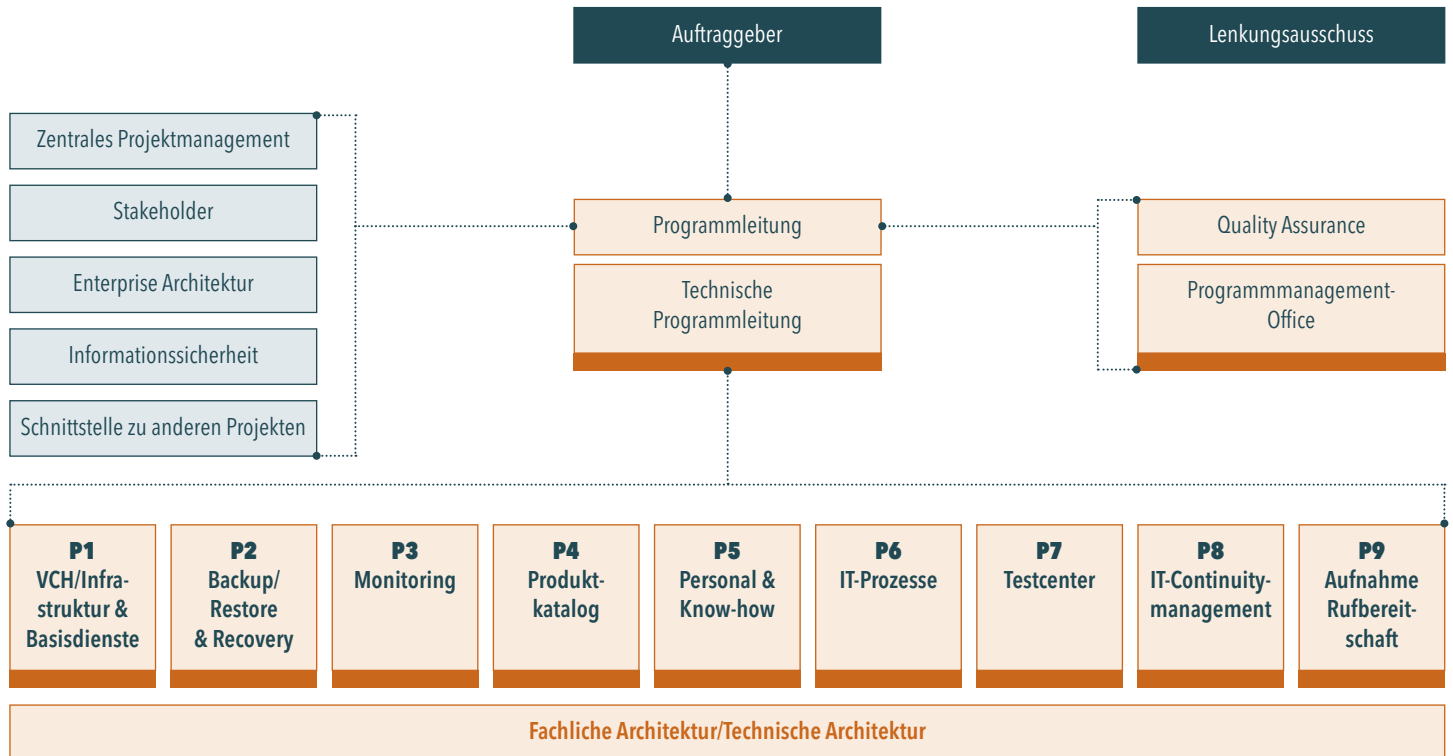 Auftraggeber
Lenkungsausschuss
Zentrales Projektmanagement
Stakeholder
Enterprise Architektur
Informationssicherheit
Schnittstelle zu anderen Projekten
Programmleitung
Technische
Programmleitung
Quality Assurance
Programmmanagement-
Office
P1
VCH/Infra-
struktur &
Basisdienste
P2
Backup/
Restore
& Recovery
P3
Monitoring
P4
Produkt-
katalog
P5
Personal &
Know-how
P6
IT-Prozesse
P7
Testcenter
P8
IT-Continuity-
management
P9
Aufnahme
Rufbereit-
schaft
Fachliche Architektur/Technische Architektur